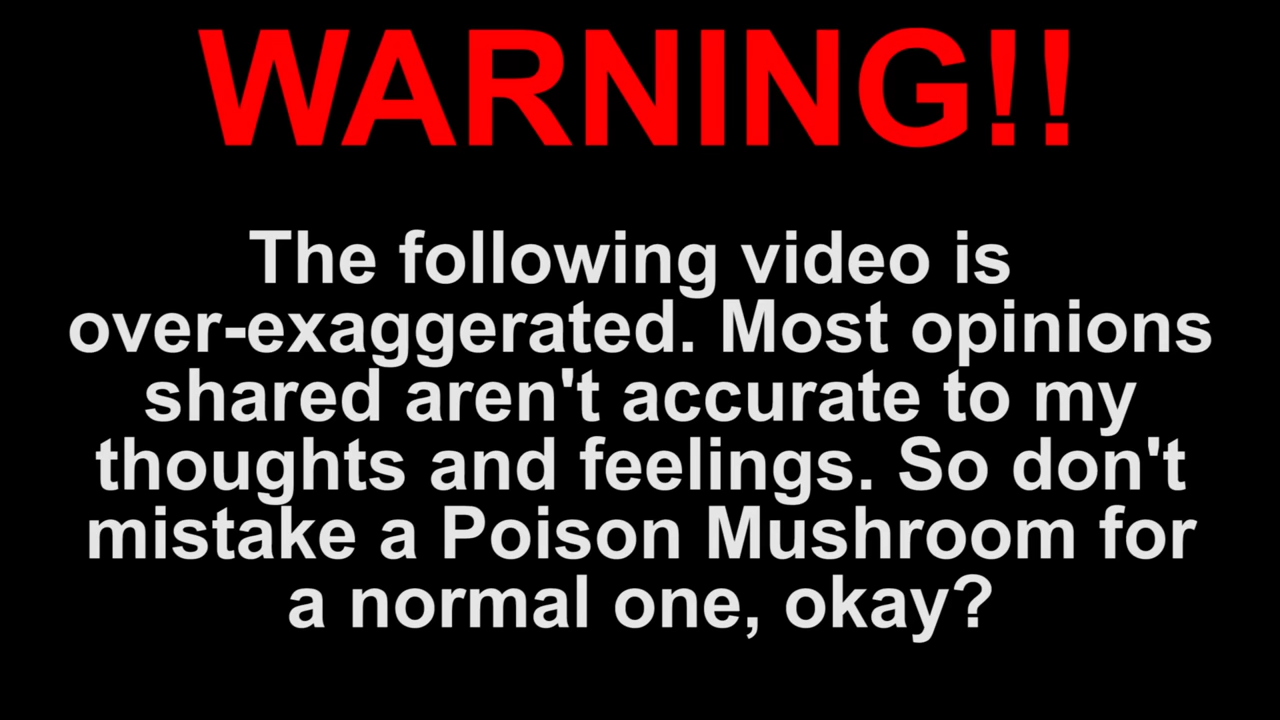 WARNING!!
The following video is
over-exaggerated. Most opinions
shared aren't accurate to my
thoughts and feelings. So don't
mistake a Poison Mushroom for
a normal one, okay?